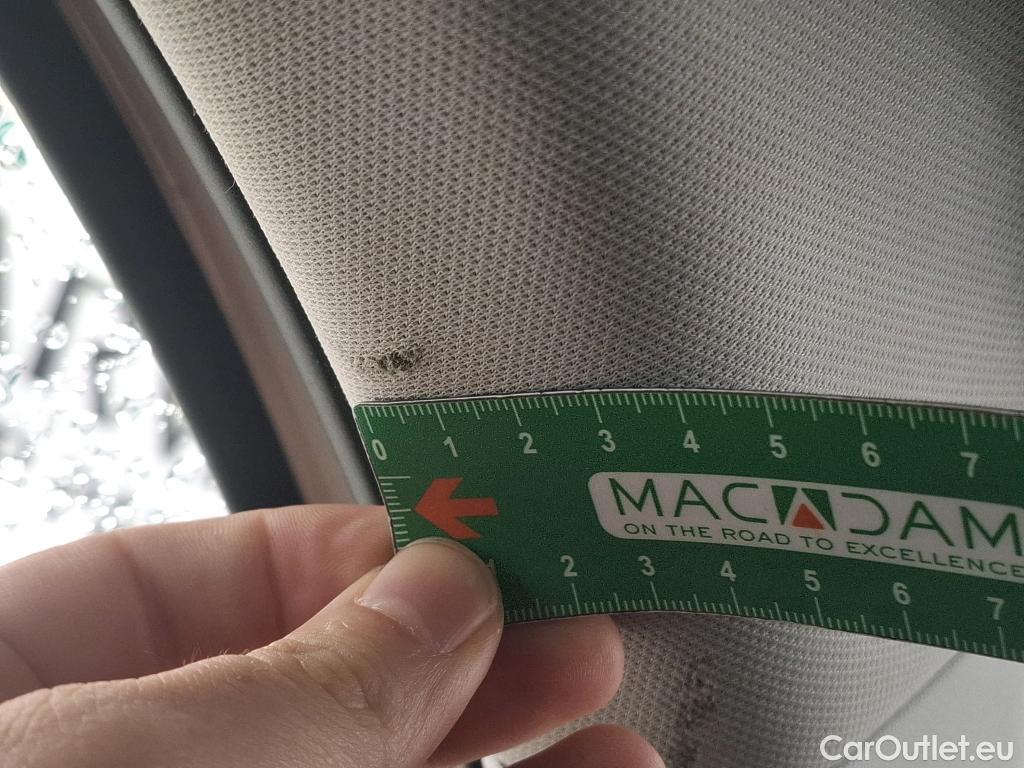 0 1 2 3 4 5 6 7
MACADAM
ON THE ROAD TO EXCELLENCE
2 3 4 5 6 7
CarOutlet.eu